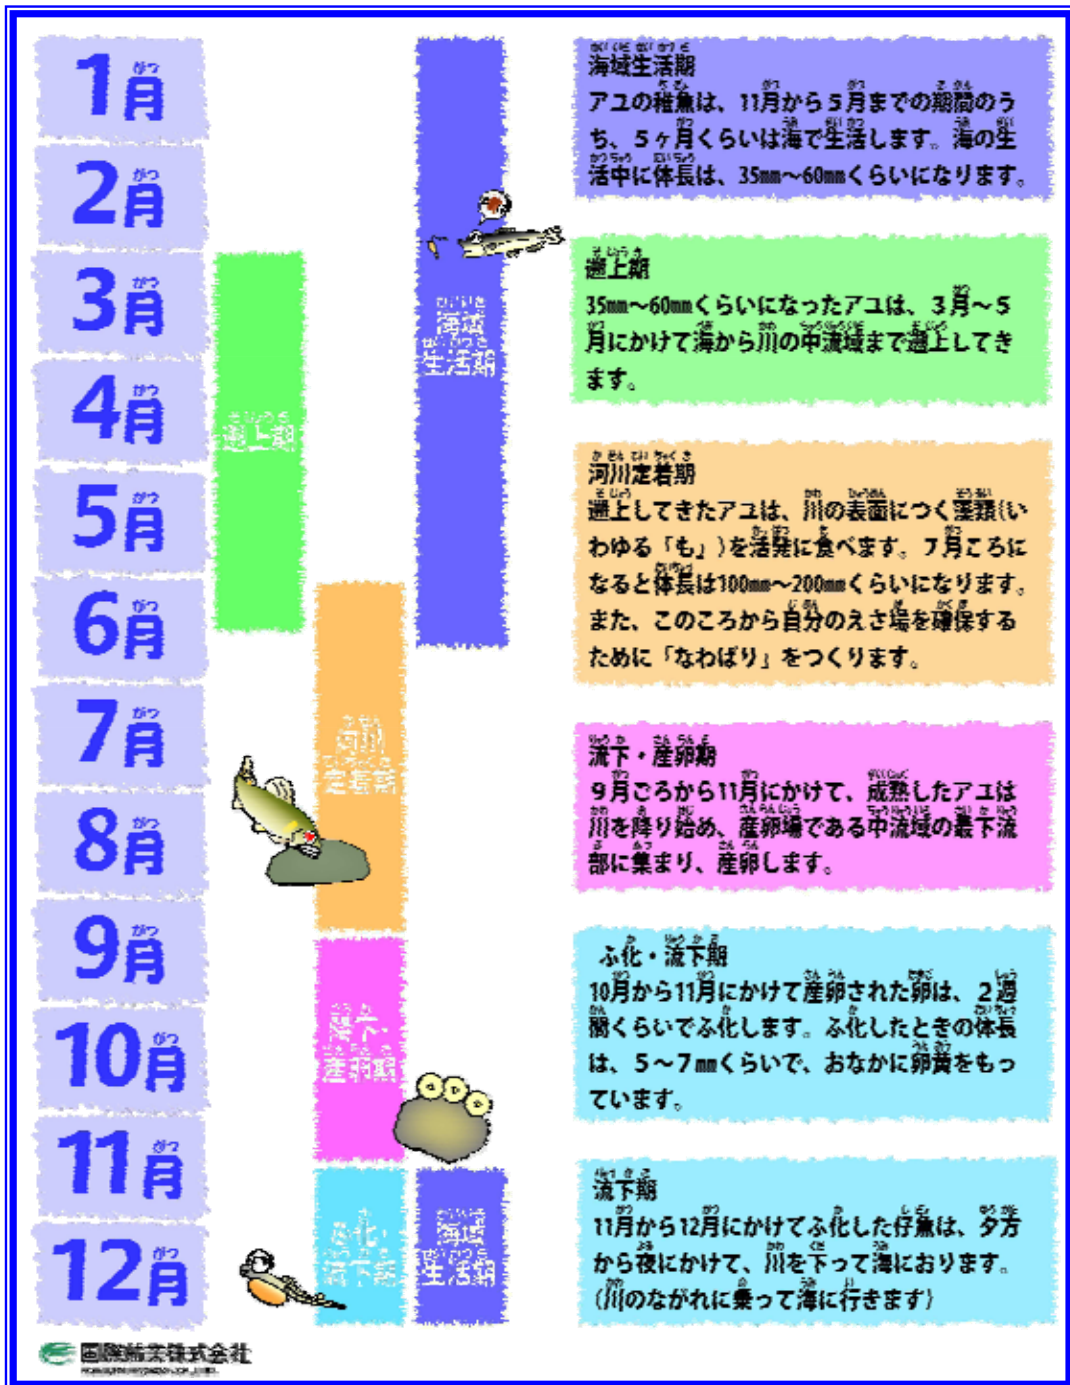 1月
2月
3月
4月
5月
6月
7月
8月
9月
10月
11月
12月
遡上期
海域
生活期
河川
定着期
流下・
産卵期
ふ化・
流下期
海域
生活期
海域生活期
アユの稚魚は、11月から5月までの期間のう
ち、5ヶ月くらいは海で生活します。海の生
活中に体長は、35㎜～60㎜くらいになります。
遡上期
35㎜～60㎜くらいになったアユは、3月～5
月にかけて海から川の中流域まで遡上してき
ます。
河川定着期
遡上してきたアユは、川の表面につく藻類(い
わゆる「も」)を活発に食べます。7月ころに
なると体長は100㎜～200㎜くらいになります。
また、このころから自分のえさ場を確保する
ために「なわばり」をつくります。
流下・産卵期
9月ごろから11月にかけて、成熟したアユは
川を降り始め、産卵場である中流域の最下流
部に集まり、産卵します。
ふ化・流下期
10月から11月にかけて産卵された卵は、2週
間くらいでふ化します。ふ化したときの体長
は、5～7㎜くらいで、おなかに卵黄をもっ
ています。
流下期
11月から12月にかけてふ化した仔魚は、夕方
から夜にかけて、川を下って海におります。
(川のながれに乗って海に行きます)
国際航業株式会社